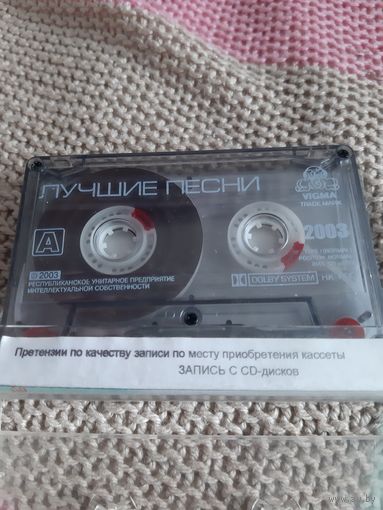 ЛУЧШИЕ ПЕСНИ
VIGMA
TRADE MARK
A
2003
© 2003
РЕСПУБЛИКАНСКОЕ УНИТАРНОЕ ПРЕДПРИЯТИЕ
ИНТЕЛЛЕКТУАЛЬНОЙ СОБСТВЕННОСТИ
DOLBY SYSTEM
Претензии по качеству записи по месту приобретения кассеты
ЗАПИСЬ С CD-дисков